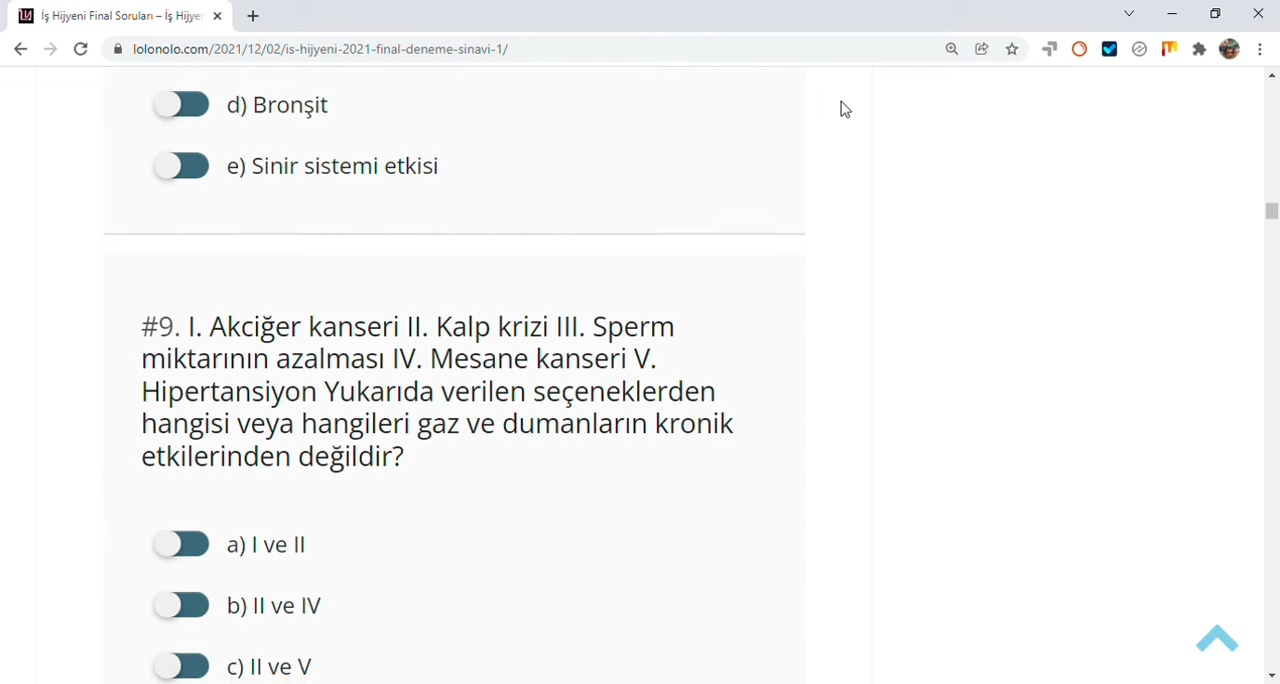 İş Hijyeni Final Soruları – İş Hijye
lolonolo.com/2021/12/02/is-hijyeni-2021-final-deneme-sinavi-1/
d) Bronşit
e) Sinir sistemi etkisi
#9. I. Akciğer kanseri II. Kalp krizi III. Sperm
miktarının azalması IV. Mesane kanseri V.
Hipertansiyon Yukarıda verilen seçeneklerden
hangisi veya hangileri gaz ve dumanların kronik
etkilerinden değildir?
a) I ve II
b) II ve IV
c) II ve V